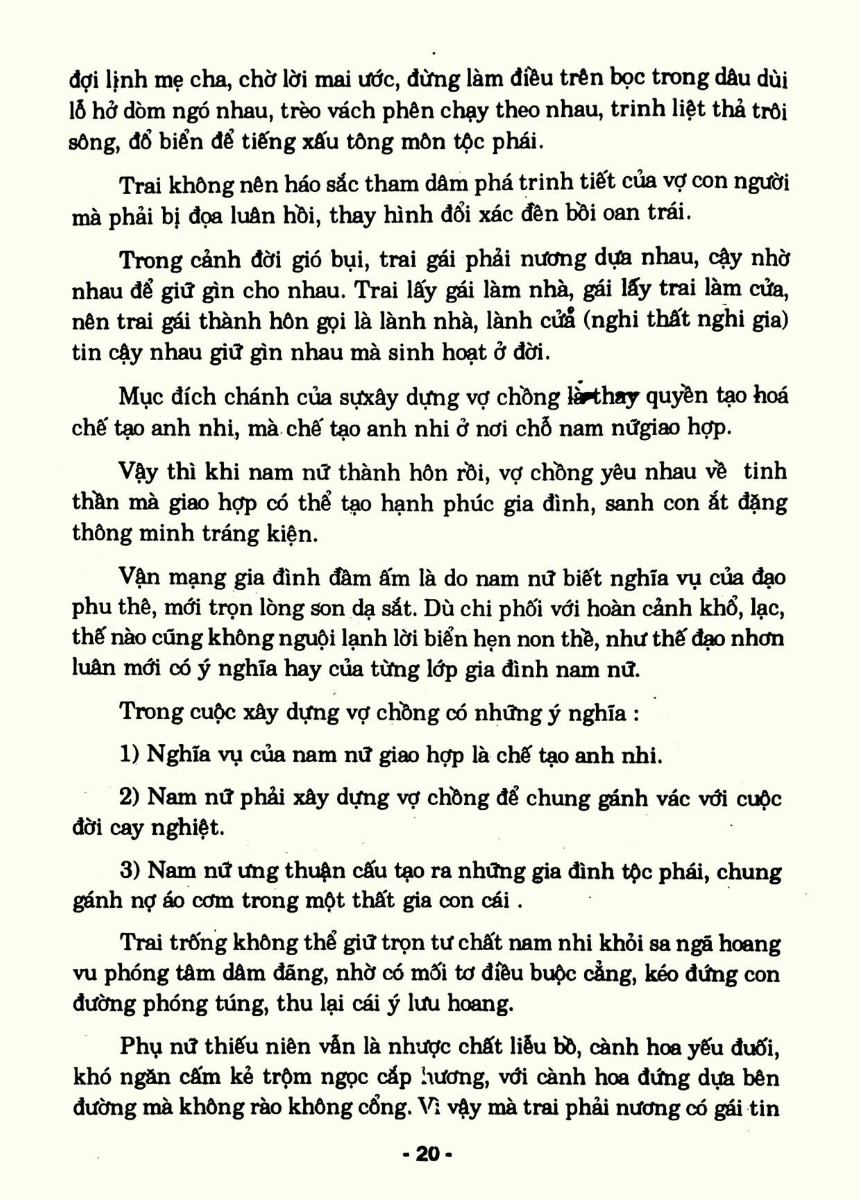 đợi lịnh mẹ cha, chờ lời mai ước, đừng làm điều trên bọc trong dâu dùi
lỗ hở dòm ngó nhau, trèo vách phên chạy theo nhau, trinh liệt thả trôi
sông, đổ biển để tiếng xấu tông môn tộc phái.
Trai không nên háo sắc tham dâm phá trinh tiết của vợ con người
mà phải bị đọa luân hồi, thay hình đổi xác đền bồi oan trái.
Trong cảnh đời gió bụi, trai gái phải nương dựa nhau, cậy nhờ
nhau để giữ gìn cho nhau. Trai lấy gái làm nhà, gái lấy trai làm cửa,
nên trai gái thành hôn gọi là lành nhà, lành cửa (nghi thất nghi gia)
tin cậy nhau giữ gìn nhau mà sinh hoạt ở đời.
Mục đích chánh của sựxây dựng vợ chồng là thay quyền tạo hoá
chế tạo anh nhi, mà chế tạo anh nhi ở nơi chỗ nam nữgiao hợp.
Vậy thì khi nam nữ thành hôn rồi, vợ chồng yêu nhau về tinh
thần mà giao hợp có thể tạo hạnh phúc gia đình, sanh con ắt đặng
thông minh tráng kiện.
Vận mạng gia đình đầm ấm là do nam nữ biết nghĩa vụ của đạo
phu thê, mới trọn lòng son dạ sắt. Dù chi phối với hoàn cảnh khổ, lạc,
thế nào cũng không nguội lạnh lời biển hẹn non thề, như thế đạo nhơn
luân mới có ý nghĩa hay của từng lớp gia đình nam nữ.
Trong cuộc xây dựng vợ chồng có những ý nghĩa :
1) Nghĩa vụ của nam nữ giao hợp là chế tạo anh nhi.
2) Nam nữ phải xây dựng vợ chồng để chung gánh vác với cuộc
đời cay nghiệt.
3) Nam nữ ưng thuận cấu tạo ra những gia đình tộc phái, chung
gánh nợ áo cơm trong một thất gia con cái .
Trai trống không thể giữ trọn tư chất nam nhi khỏi sa ngã hoang
vu phóng tâm dâm đãng, nhờ có mối tơ điều buộc cẳng, kéo đứng con
đường phóng túng, thu lại cái ý lưu hoang.
Phụ nữ thiếu niên vẫn là nhược chất liễu bồ, cành hoa yếu đuối,
khó ngăn cấm kẻ trộm ngọc cắp hương, với cành hoa đứng dựa bên
đường mà không rào không cổng. Vì vậy mà trai phải nương có gái tin
- 20 -